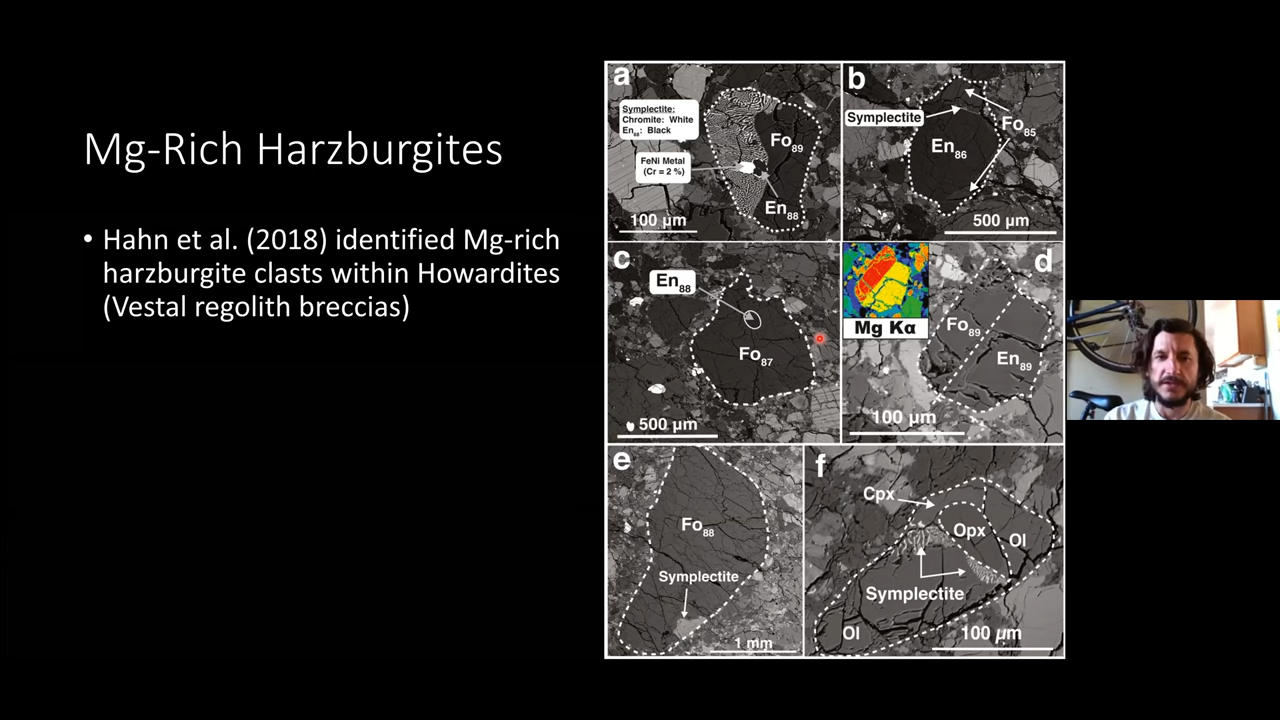 Mg-Rich Harzburgites
• Hahn et al. (2018) identified Mg-rich
harzburgite clasts within Howardites
(Vestal regolith breccias)
a
Symplectite:
Chromite: White
En88: Black
FeNi Metal
(Cr = 2 %)
Fo89
En88
100 µm
b
Symplectite
Fo85
En86
500 µm
c
En88
Fo87
500 µm
d
Mg Kα
Fo89
En89
100 µm
e
Fo88
Symplectite
1 mm
f
Cpx
Opx
Ol
Symplectite
Ol
100 µm